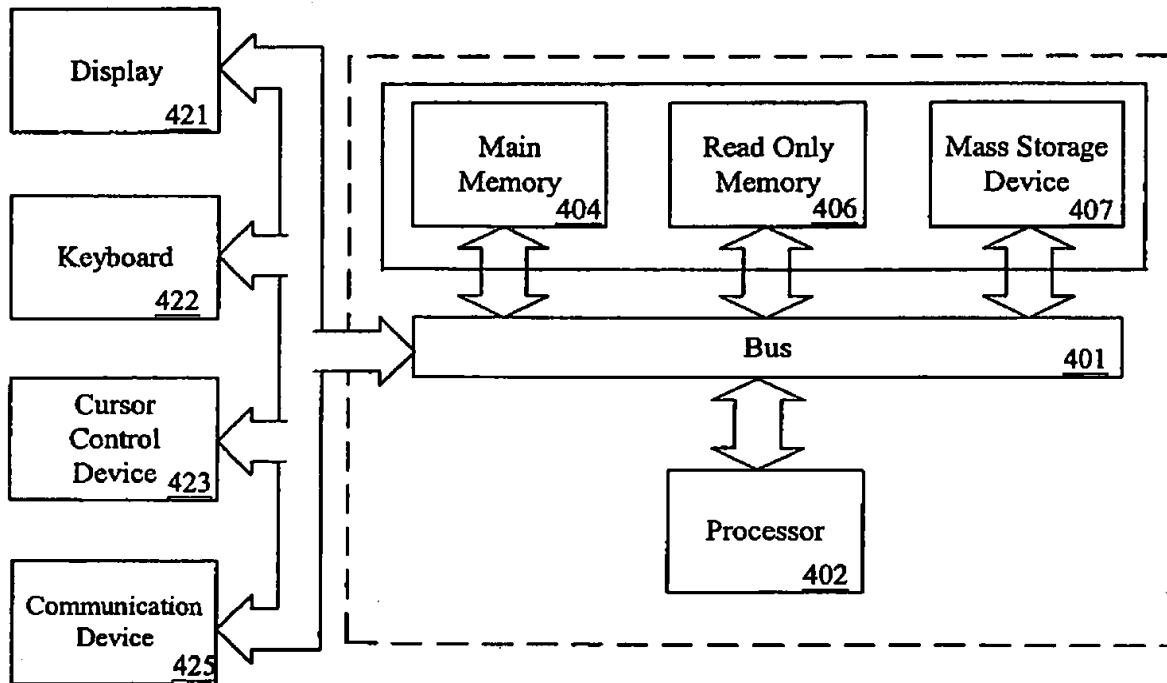 Display
421
Keyboard
422
Cursor
Control
Device
423
Communication
Device
425
Main
Memory
404
Read Only
Memory
406
Mass Storage
Device
407
Bus
401
Processor
402